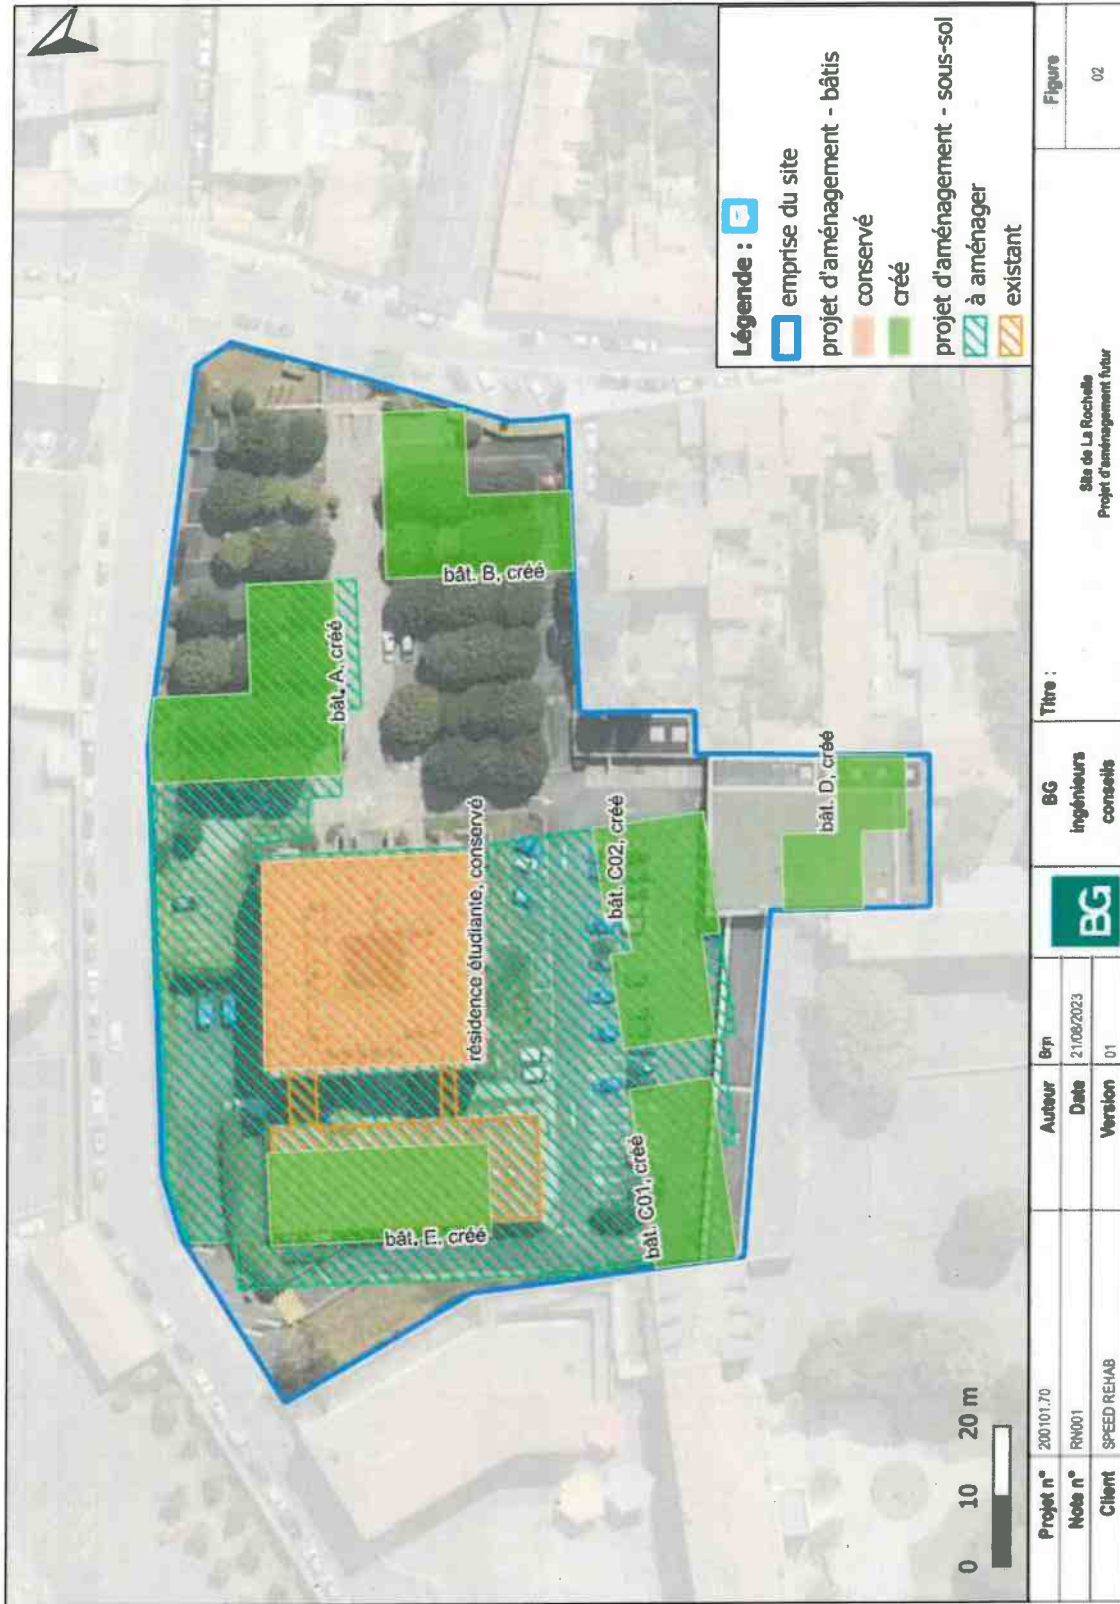 Légende :
emprise du site
projet d'aménagement - bâtis
conservé
créé
projet d'aménagement - sous-sol
à aménager
existant
bât. A, créé
bât. B, créé
résidence étudiante, conservé
bât. C02, créé
bât. D, créé
bât. E, créé
bât. C01, créé
0 10 20 m
Projet n° 200101.70
Note n° RN001
Client SPEED REHAB
Auteur Brp
Date 21/06/2023
Version 01
BG
BG
ingénieurs
conseils
Titre :
Site de La Rochelle
Projet d'aménagement futur
Figure
02